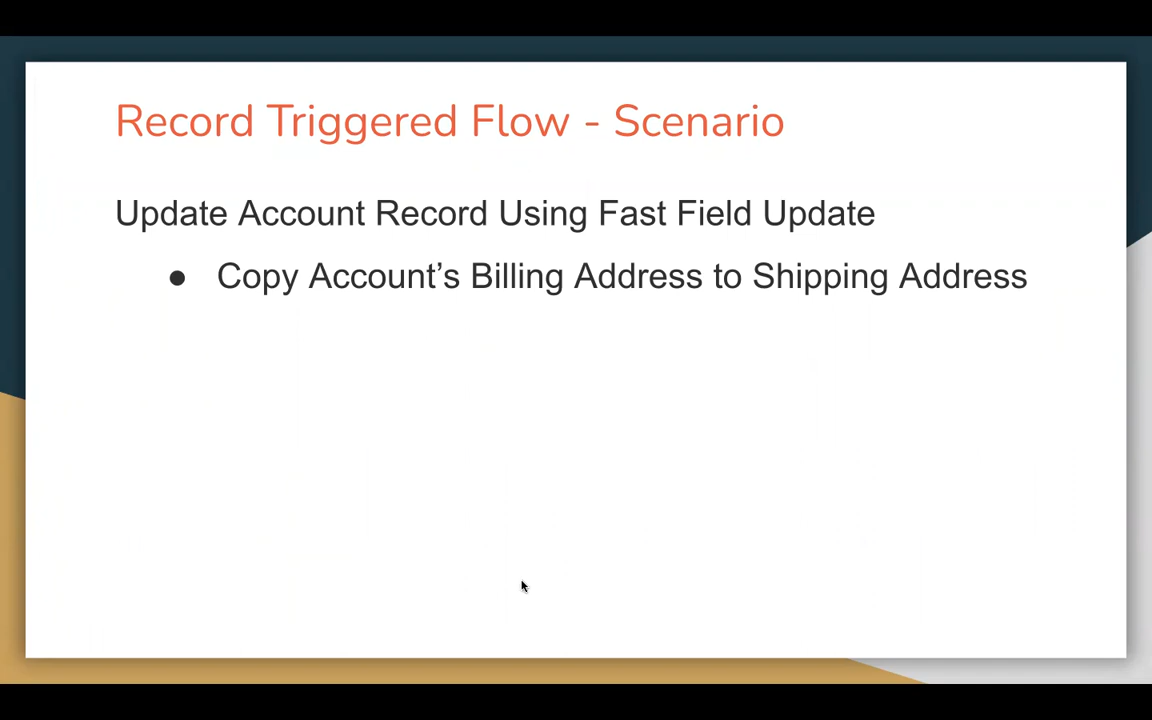 Record Triggered Flow - Scenario
Update Account Record Using Fast Field Update
● Copy Account’s Billing Address to Shipping Address